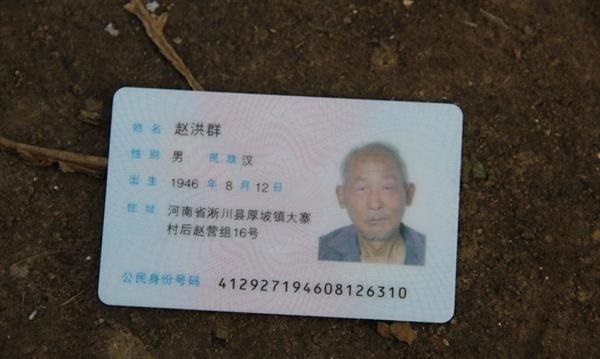 姓名 赵洪群
性别 男 民族 汉
出生 1946 年 8 月 12 日
住址 河南省淅川县厚坡镇大寨
村后赵营组16号
公民身份号码 412927194608126310